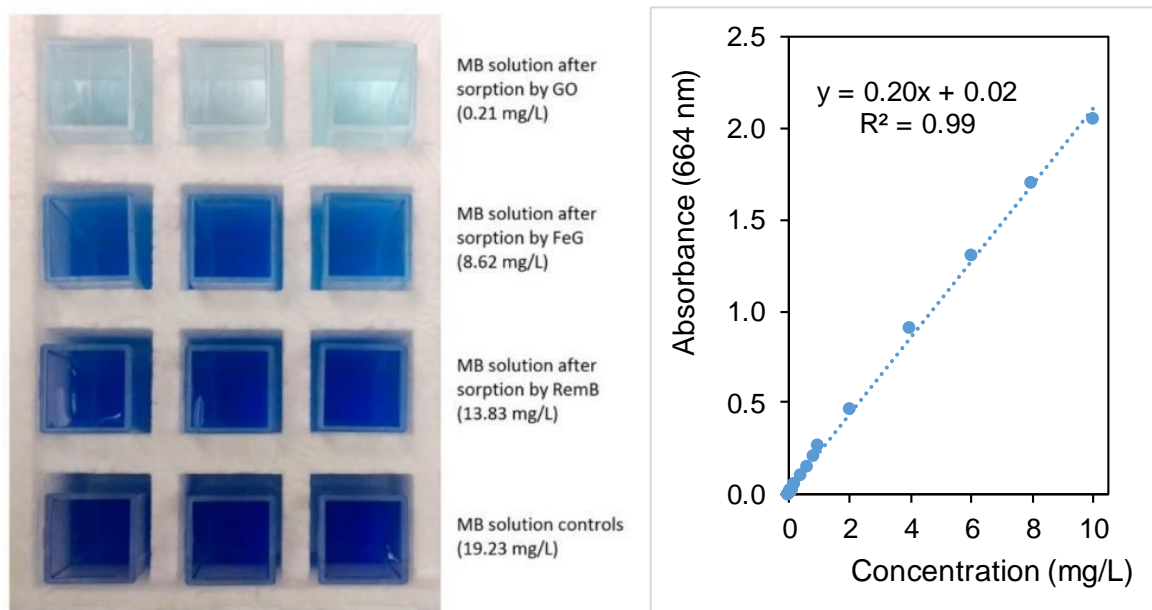 MB solution after
sorption by GO
(0.21 mg/L)
MB solution after
sorption by FeG
(8.62 mg/L)
MB solution after
sorption by RemB
(13.83 mg/L)
MB solution controls
(19.23 mg/L)
y = 0.20x + 0.02
R² = 0.99
Absorbance (664 nm)
2.5
2.0
1.5
1.0
0.5
0.0
0 2 4 6 8 10
Concentration (mg/L)